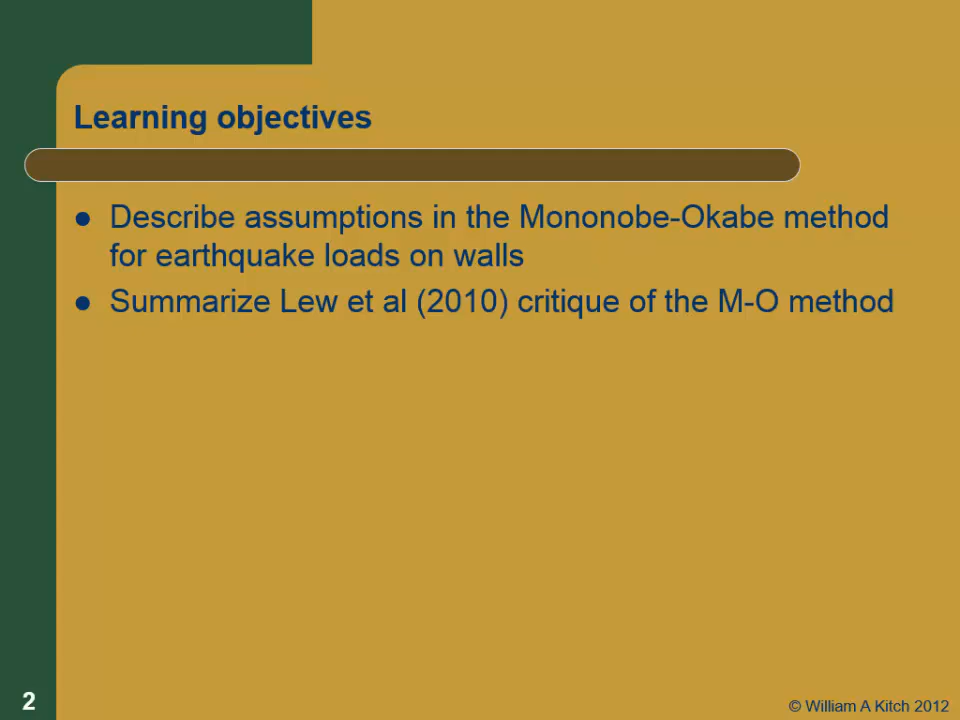 Learning objectives
● Describe assumptions in the Mononobe-Okabe method
for earthquake loads on walls
● Summarize Lew et al (2010) critique of the M-O method
2
© William A Kitch 2012